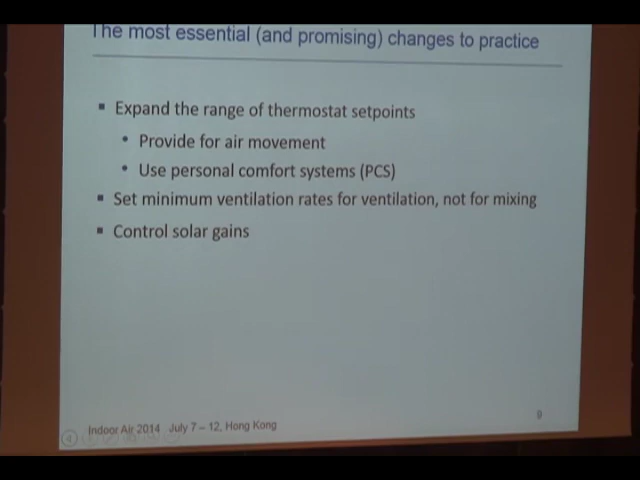 The most essential (and promising) changes to practice
Expand the range of thermostat setpoints
Provide for air movement
Use personal comfort systems (PCS)
Set minimum ventilation rates for ventilation, not for mixing
Control solar gains
9
Indoor Air 2014 July 7 – 12, Hong Kong